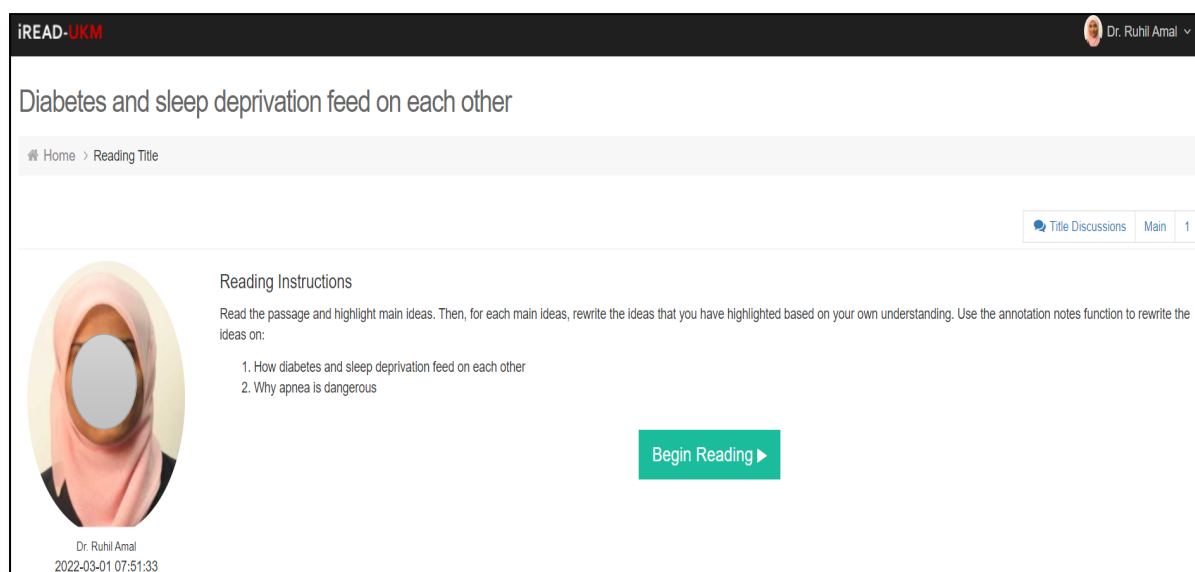 iREAD-UKM
Dr. Ruhil Amal
Diabetes and sleep deprivation feed on each other
Home > Reading Title
Title Discussions Main 1
Reading Instructions
Read the passage and highlight main ideas. Then, for each main ideas, rewrite the ideas that you have highlighted based on your own understanding. Use the annotation notes function to rewrite the
ideas on:
1. How diabetes and sleep deprivation feed on each other
2. Why apnea is dangerous
Begin Reading
Dr. Ruhil Amal
2022-03-01 07:51:33